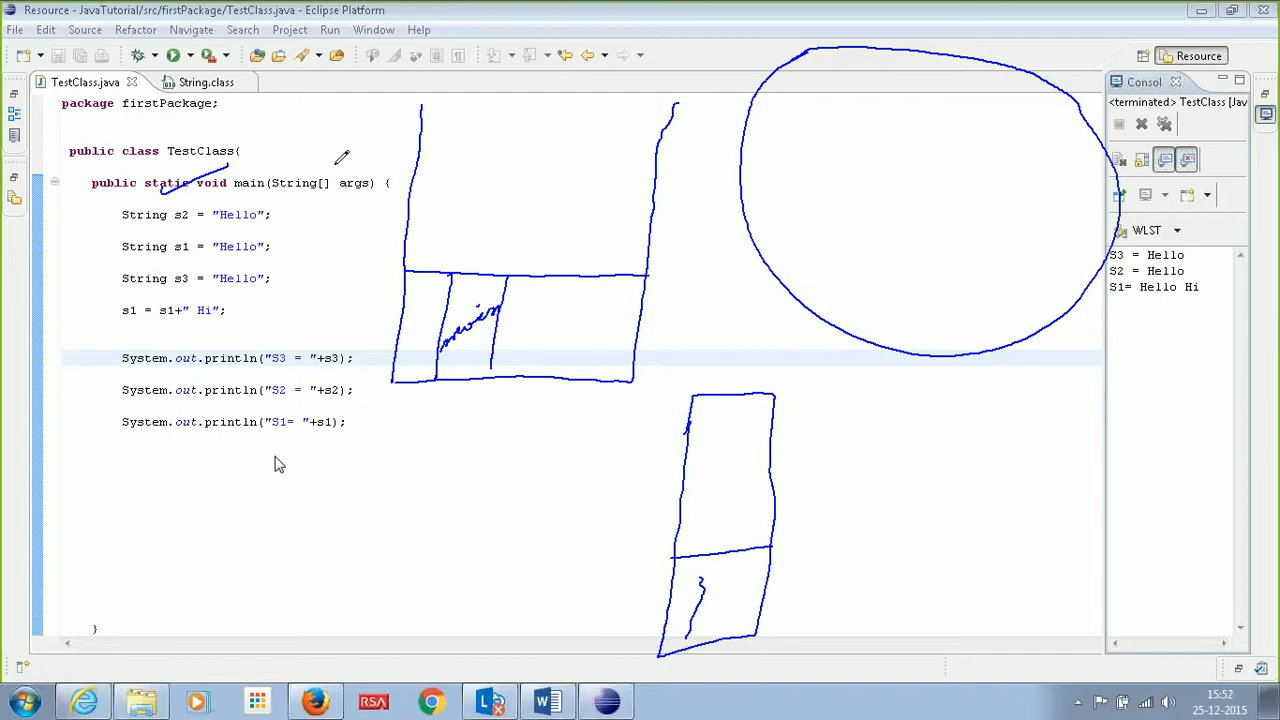 Resource - JavaTutorial/src/firstPackage/TestClass.java - Eclipse Platform
File Edit Source Refactor Navigate Search Project Run Window Help
Resource
TestClass.java String.class
Consol
package firstPackage;
<terminated> TestClass [Jav
public class TestClass{
public static void main(String[] args) {
String s2 = "Hello";
String s1 = "Hello";
String s3 = "Hello";
s1 = s1+" Hi";
System.out.println("S3 = "+s3);
System.out.println("S2 = "+s2);
System.out.println("S1= "+s1);
}
main
WLST
S3 = Hello
S2 = Hello
S1= Hello Hi
RSA
15:52
25-12-2015